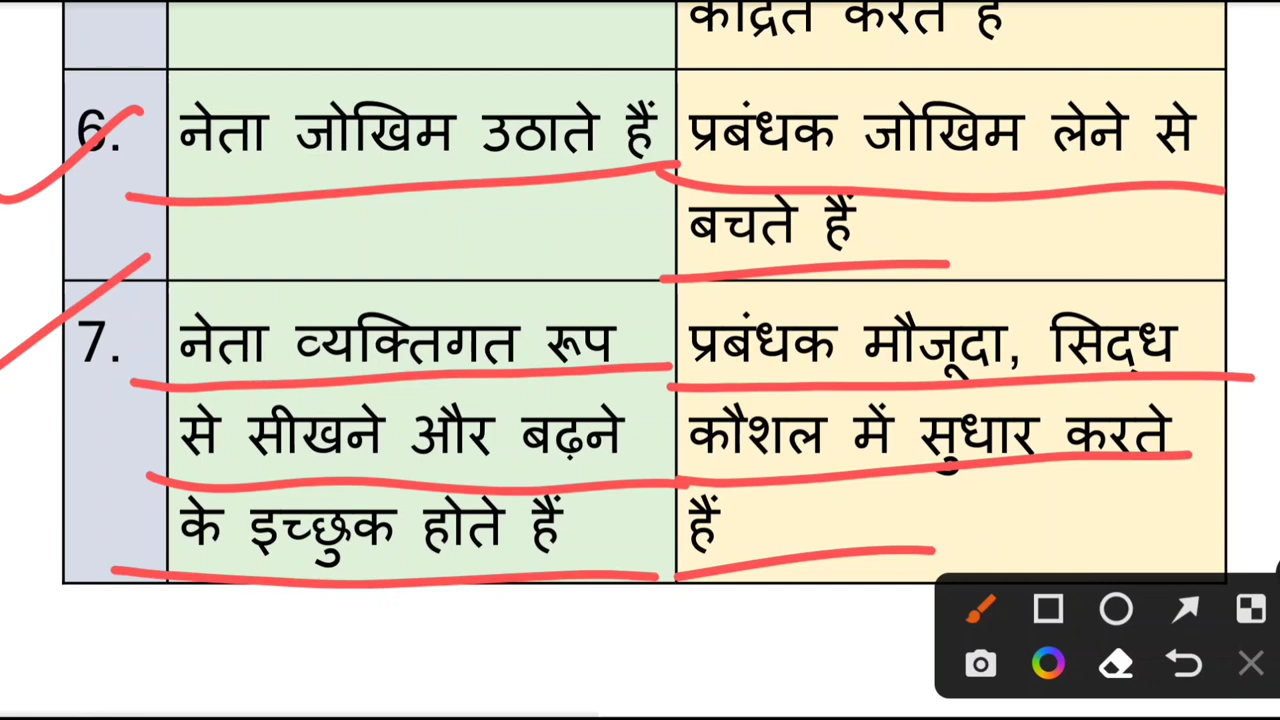 केंद्रित करते हैं
6.
नेता जोखिम उठाते हैं
प्रबंधक जोखिम लेने से
बचते हैं
7.
नेता व्यक्तिगत रूप
से सीखने और बढ़ने
के इच्छुक होते हैं
प्रबंधक मौजूदा, सिद्ध
कौशल में सुधार करते
हैं